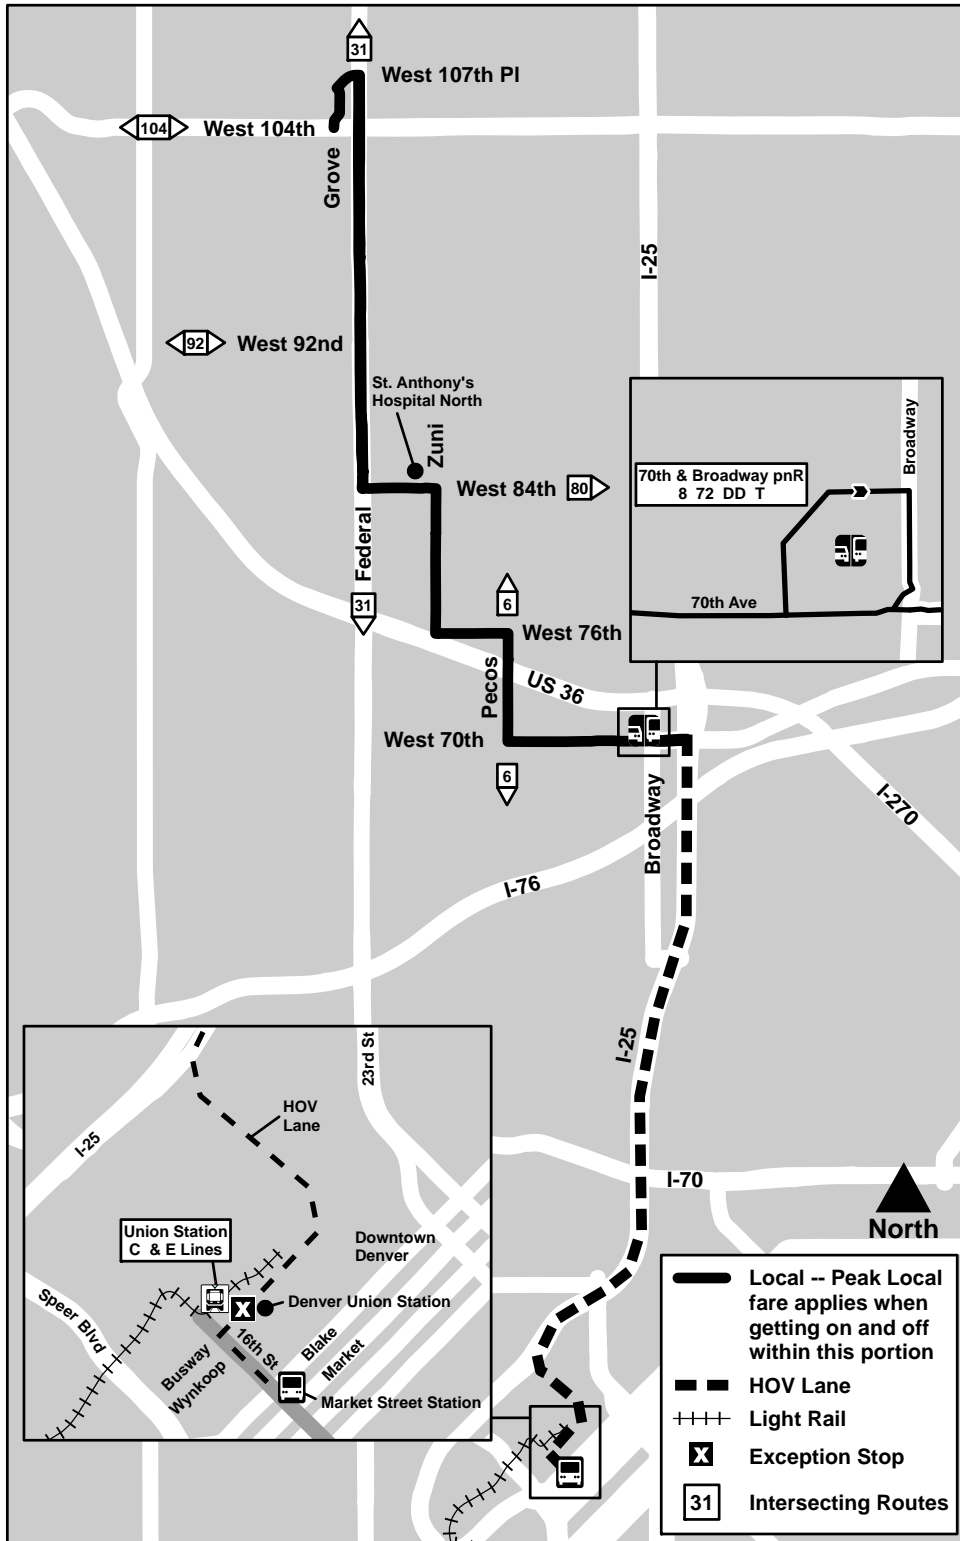 31
West 107th Pl
104
West 104th
Grove
I-25
92
West 92nd
St. Anthony's
Hospital North
Zuni
West 84th
80
Federal
31
6
West 76th
Pecos
US 36
West 70th
6
Broadway
70th & Broadway pnR
8 72 DD T
70th Ave
Broadway
I-270
I-76
I-25
23rd St
I-70
North
HOV
Lane
I-25
Union Station
C & E Lines
Downtown
Denver
X
Denver Union Station
Speer Blvd
16th St
Blake
Market
Busway
Wynkoop
Market Street Station
Local -- Peak Local
fare applies when
getting on and off
within this portion
HOV Lane
Light Rail
X
Exception Stop
31
Intersecting Routes